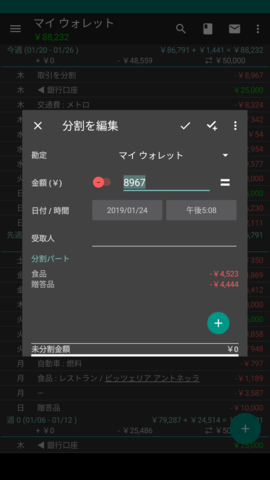 マイ ウォレット
￥88,232
今週 (01/20 - 01/26 )
￥86,791 + ￥1,441 = ￥88,232
+ ￥0
- ￥48,559
⇄ ￥50,000
木 取引を分割 -￥8,967
木 ◀ 銀行口座 ￥25,000
木 交通費 : メトロ -￥8,324
分割を編集
勘定 マイ ウォレット
金額 (￥) 8967 =
日付 / 時間 2019/01/24 午後5:08
受取人
分割パート
食品 -￥4,523
贈答品 -￥4,444
未分割金額 ￥0
月 自動車 : 燃料 -￥797
月 食品 : レストラン / ピッツェリア アントネッラ -￥1,189
月 – -￥3,587
日 贈答品 -￥10,000
週 0 (01/06 - 01/12 )
￥79,287 + ￥24,514 =
+ ￥0
- ￥25,486
⇄ ￥50,
木 ◀ 銀行口座 ￥25,000